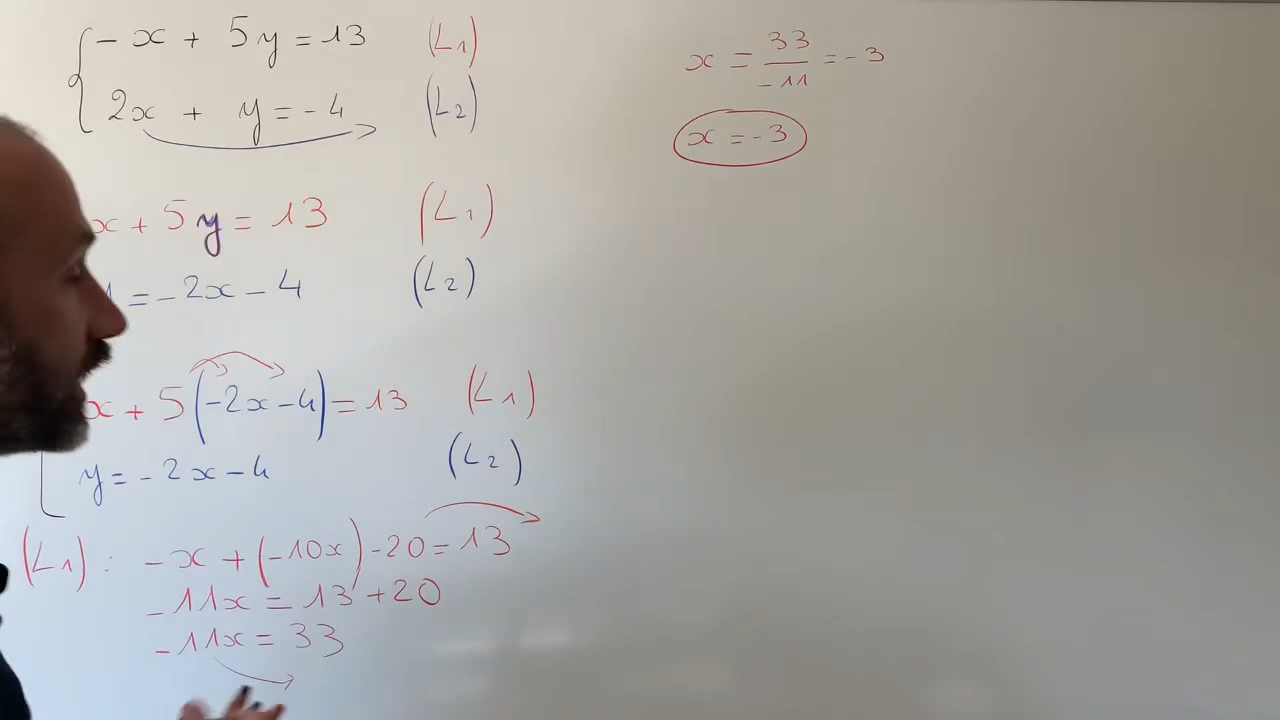 - x + 5y = 13 (L1)
2x + y = -4 (L2)
x + 5y = 13 (L1)
= -2x - 4 (L2)
x + 5(-2x - 4) = 13 (L1)
y = -2x - 4 (L2)
(L1) : -x + (-10x) - 20 = 13
-11x = 13 + 20
-11x = 33
x = 33/-11 = -3
x = -3